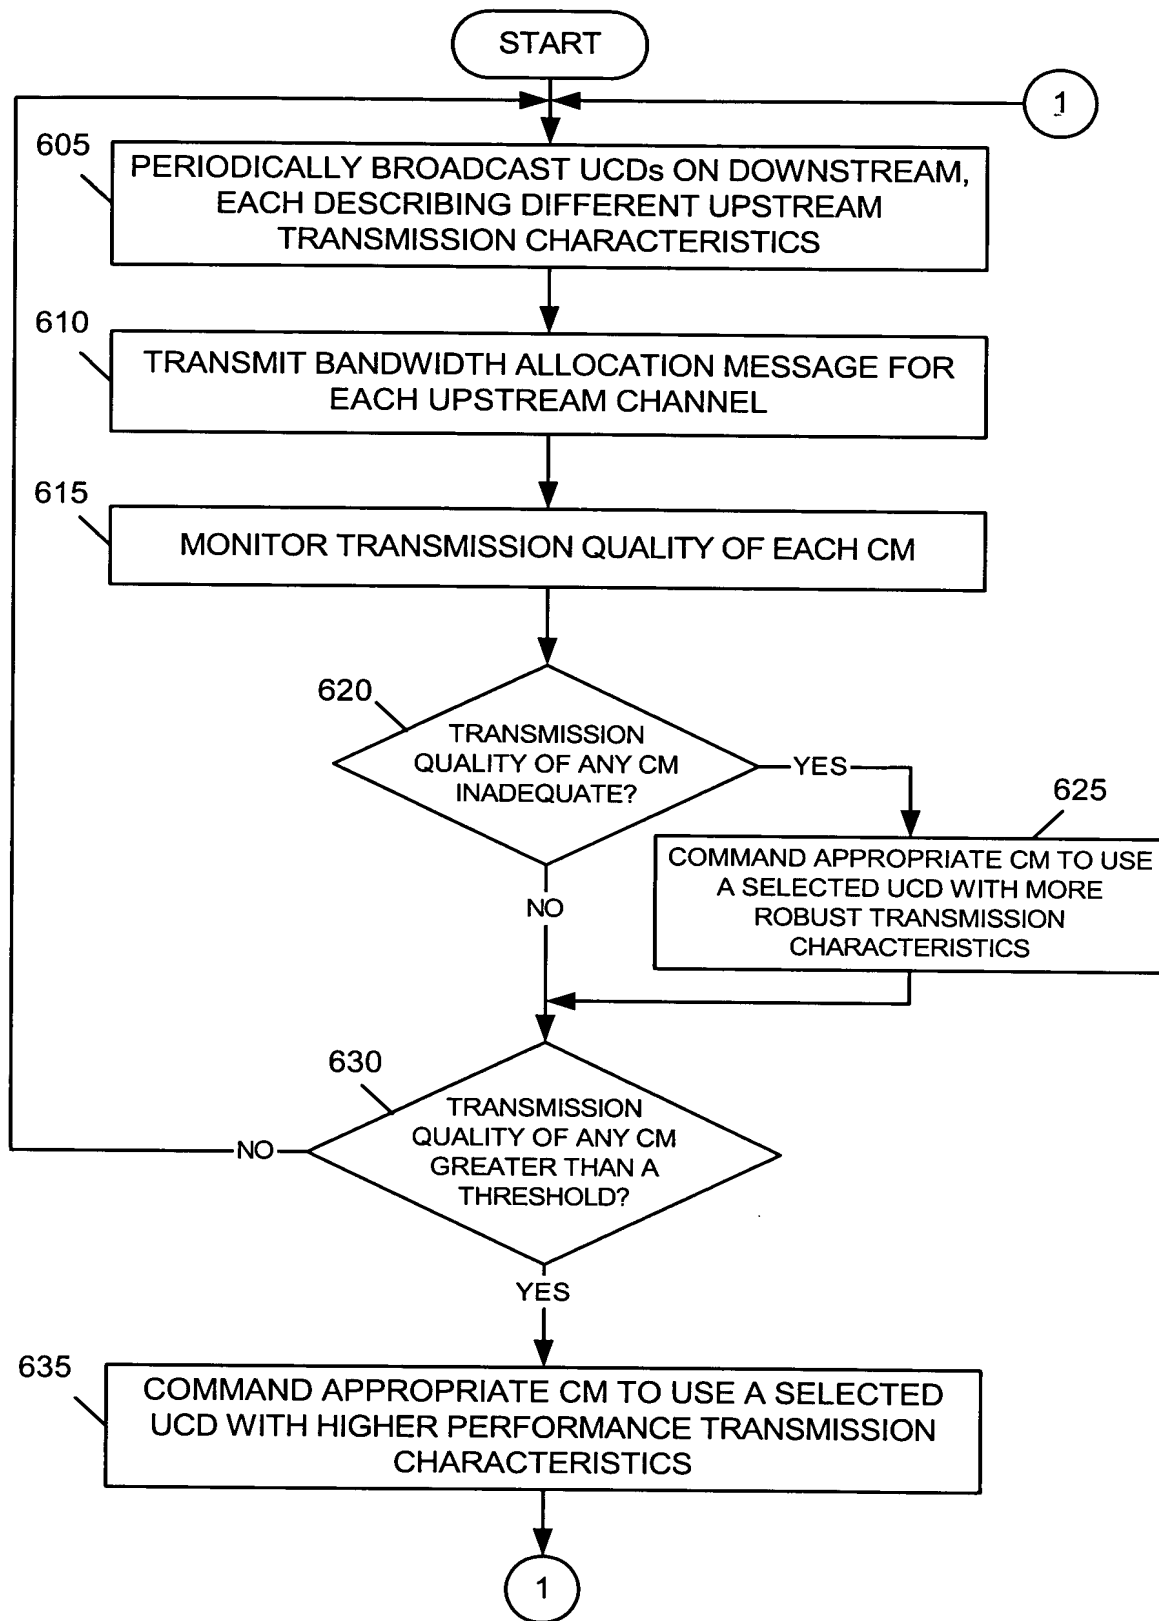 START
1
605
PERIODICALLY BROADCAST UCDs ON DOWNSTREAM,
EACH DESCRIBING DIFFERENT UPSTREAM
TRANSMISSION CHARACTERISTICS
610
TRANSMIT BANDWIDTH ALLOCATION MESSAGE FOR
EACH UPSTREAM CHANNEL
615
MONITOR TRANSMISSION QUALITY OF EACH CM
620
TRANSMISSION
QUALITY OF ANY CM
INADEQUATE?
YES
625
COMMAND APPROPRIATE CM TO USE
A SELECTED UCD WITH MORE
ROBUST TRANSMISSION
CHARACTERISTICS
NO
630
TRANSMISSION
QUALITY OF ANY CM
GREATER THAN A
THRESHOLD?
NO
YES
635
COMMAND APPROPRIATE CM TO USE A SELECTED
UCD WITH HIGHER PERFORMANCE TRANSMISSION
CHARACTERISTICS
1